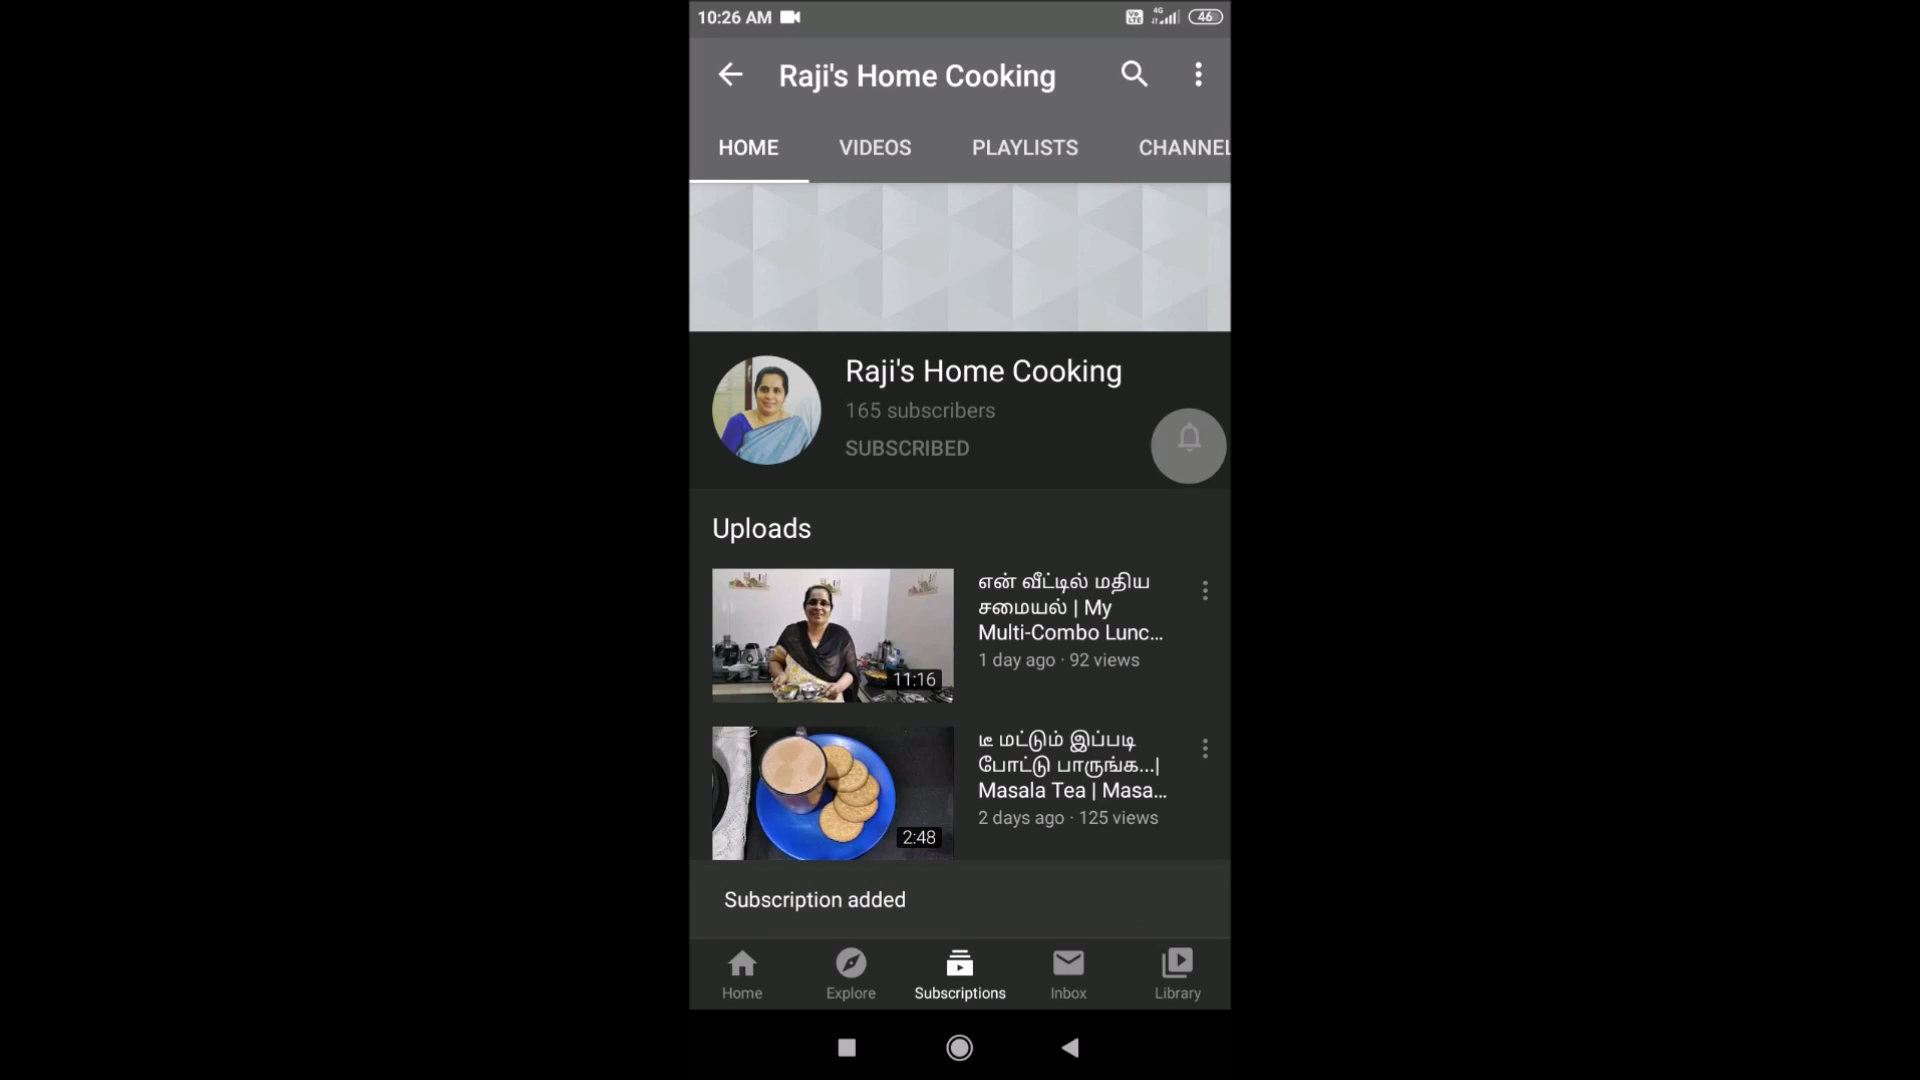 10:26 AM
4G
46
Raji's Home Cooking
HOME VIDEOS PLAYLISTS CHANNEL
Raji's Home Cooking
165 subscribers
SUBSCRIBED
Uploads
என் வீட்டில் மதிய
சமையல் | My
Multi-Combo Lunc...
1 day ago · 92 views
11:16
டீ மட்டும் இப்படி
போட்டு பாருங்க...|
Masala Tea | Masa...
2 days ago · 125 views
2:48
Subscription added
Home Explore Subscriptions Inbox Library